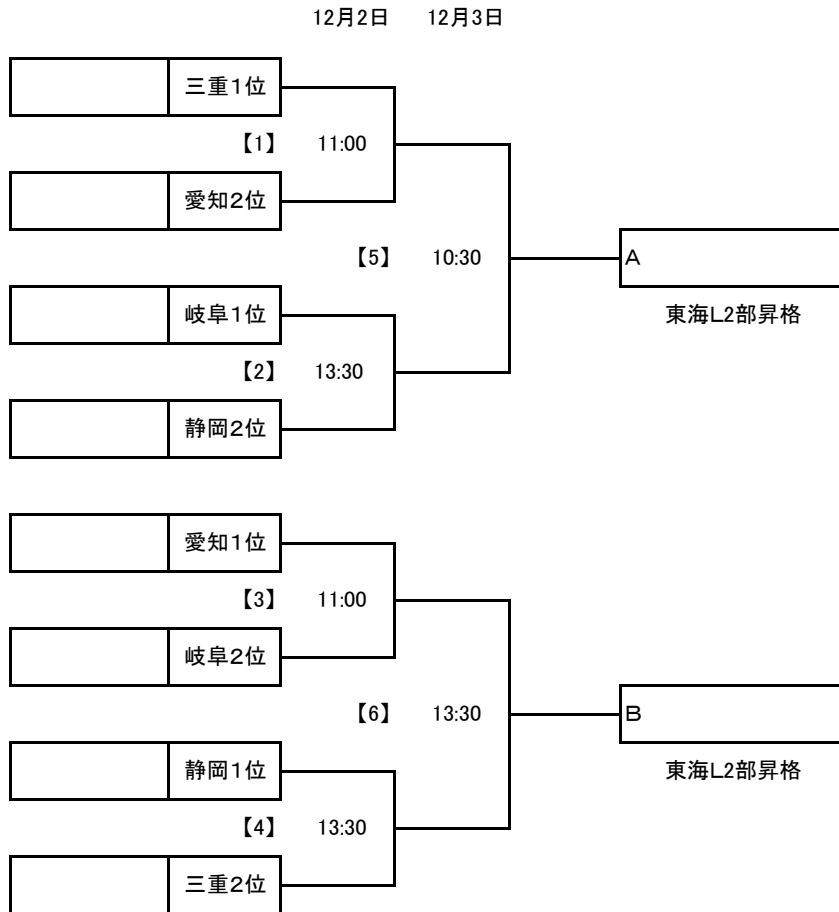 12月2日 12月3日
三重1位
【1】 11:00
愛知2位
【5】 10:30
A
岐阜1位
東海L2部昇格
【2】 13:30
静岡2位
愛知1位
【3】 11:00
岐阜2位
【6】 13:30
B
静岡1位
東海L2部昇格
【4】 13:30
三重2位